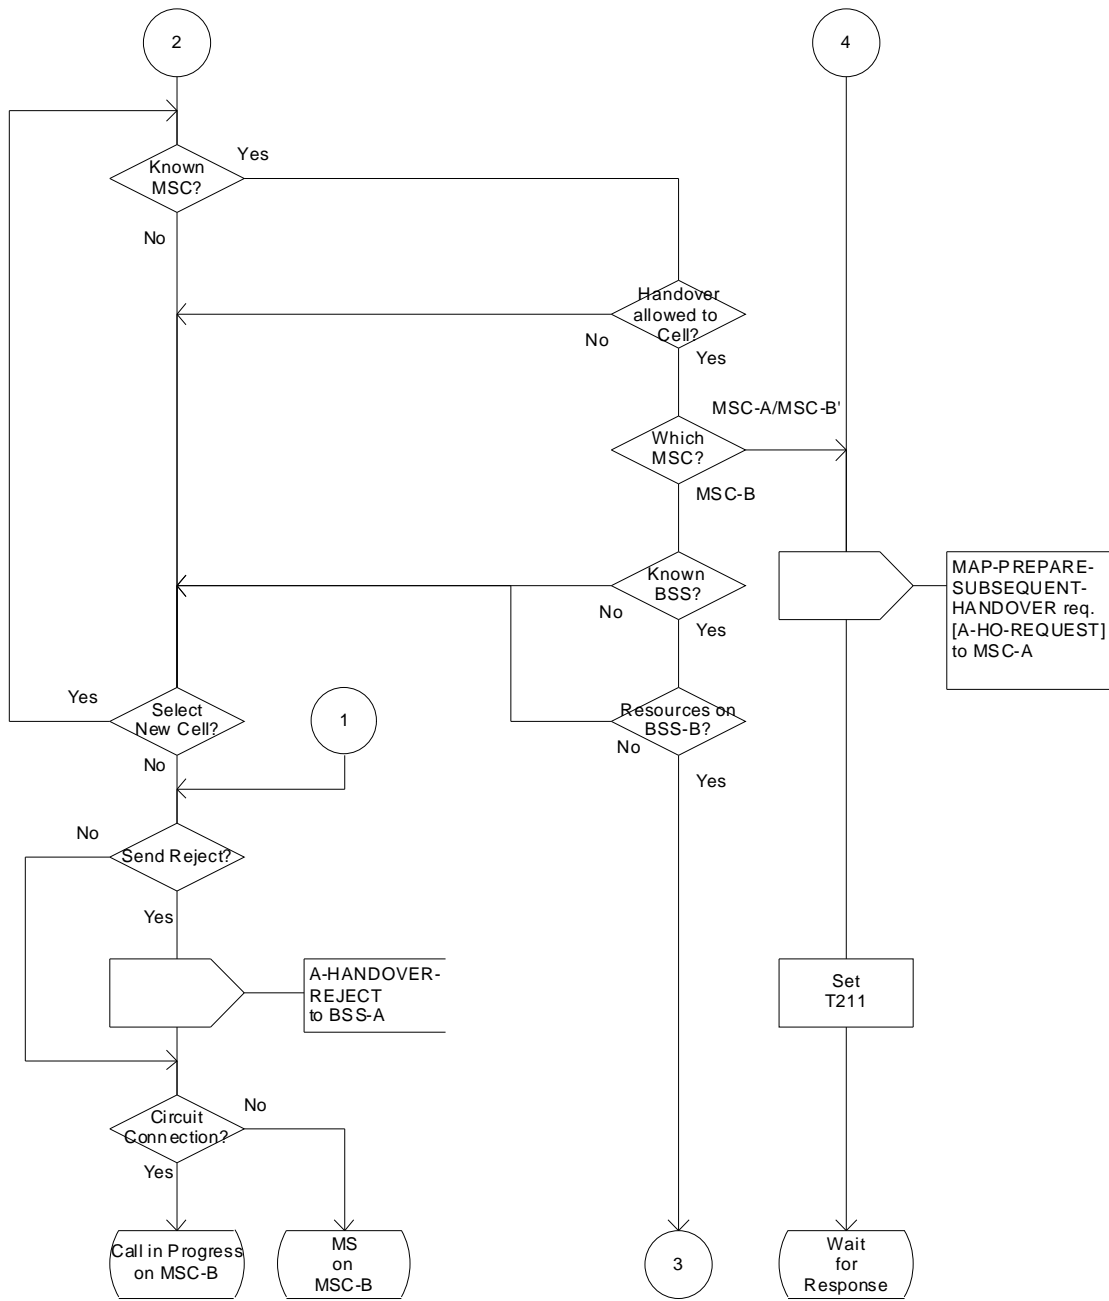 2
4
Yes
Known
MSC?
No
Handover
allowed to
Cell?
No
Yes
MSC-A/MSC-B'
Which
MSC?
MSC-B
Known
BSS?
No
Yes
MAP-PREPARE-
SUBSEQUENT-
HANDOVER req.
[A-HO-REQUEST]
to MSC-A
Yes
Select
New Cell?
No
1
Resources on
BSS-B?
No
Yes
No
Send Reject?
Yes
A-HANDOVER-
REJECT
to BSS-A
Set
T211
Circuit
Connection?
No
Yes
Call in Progress
on MSC-B
MS
on
MSC-B
3
Wait
for
Response